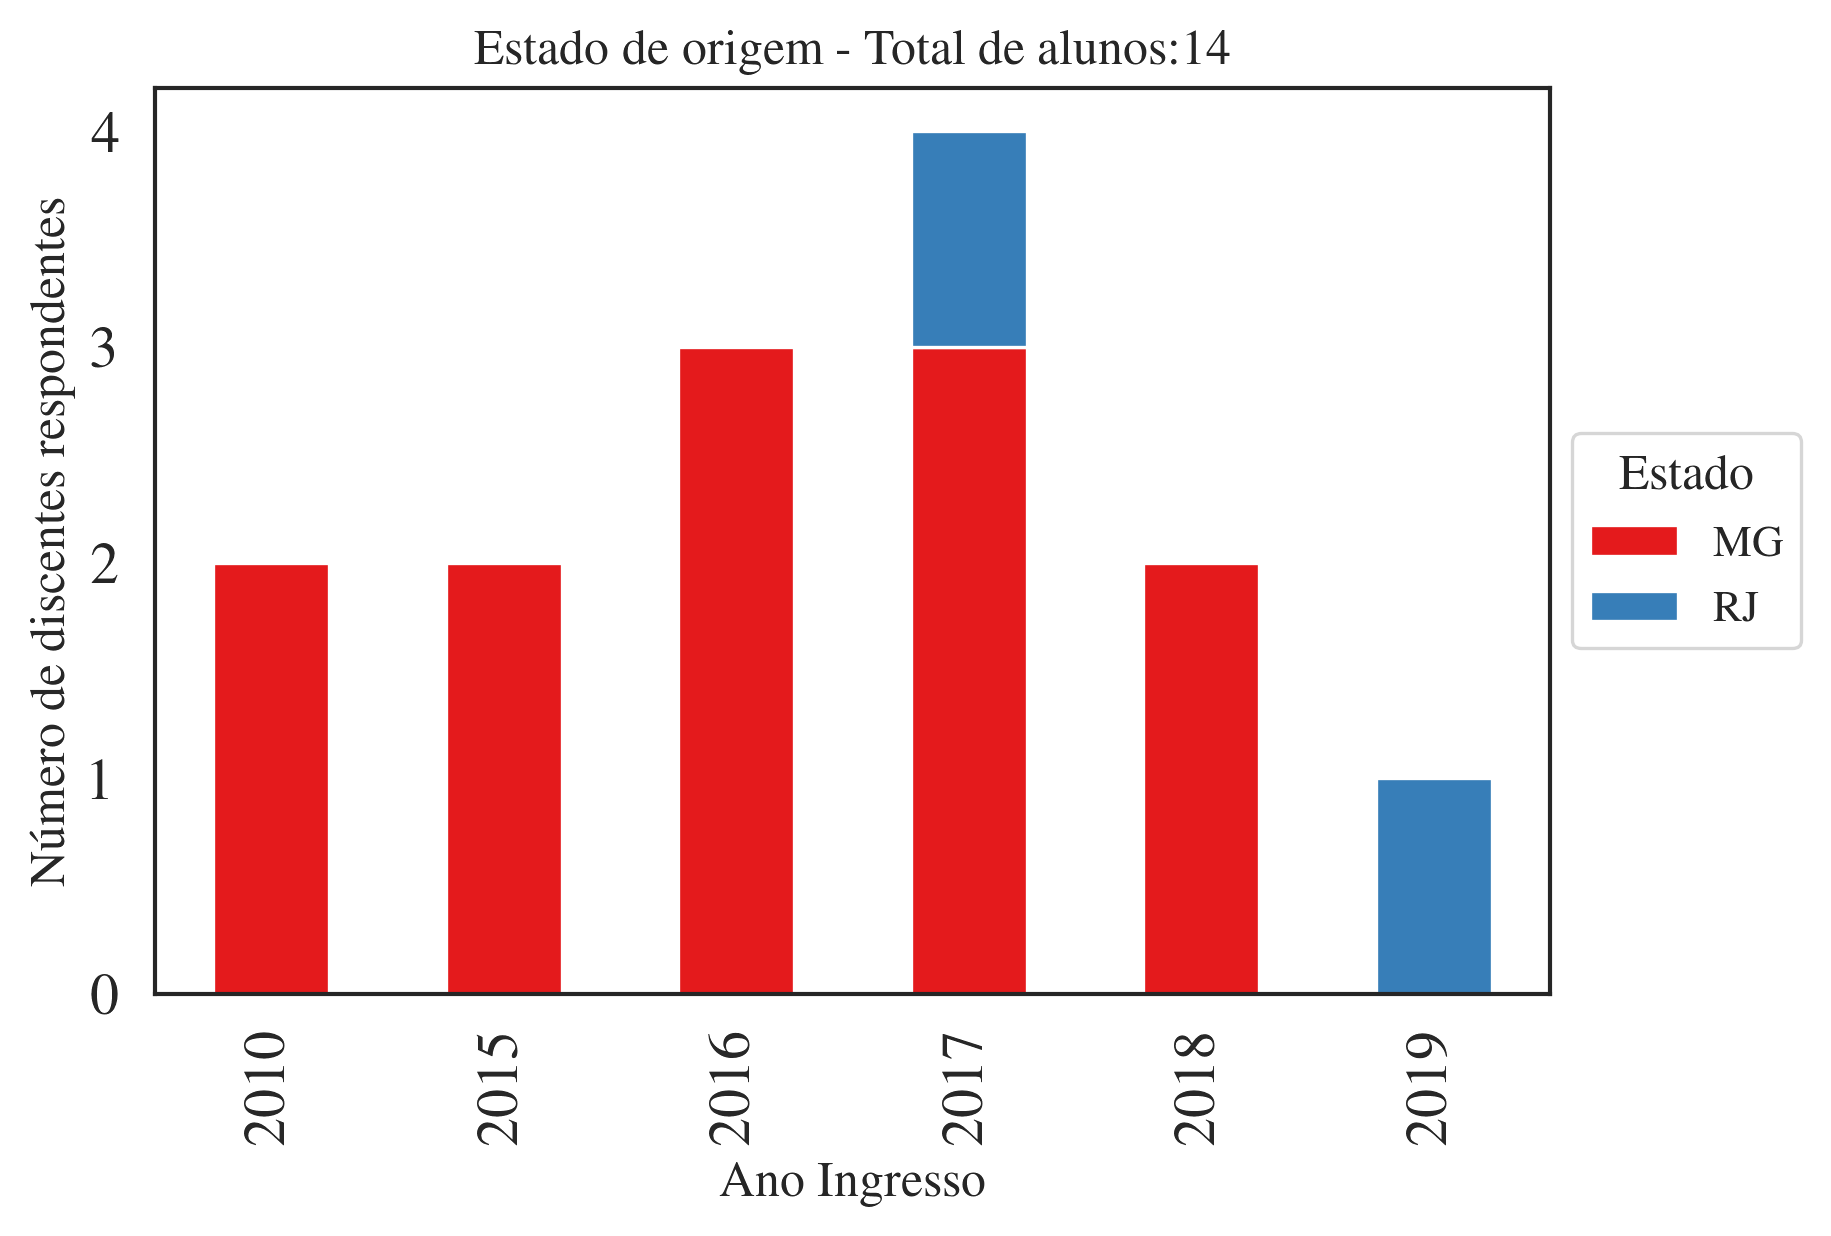 Estado de origem - Total de alunos:14
Número de discentes respondentes
4
3
2
1
0
2010
2015
2016
2017
2018
2019
Ano Ingresso
Estado
MG
RJ